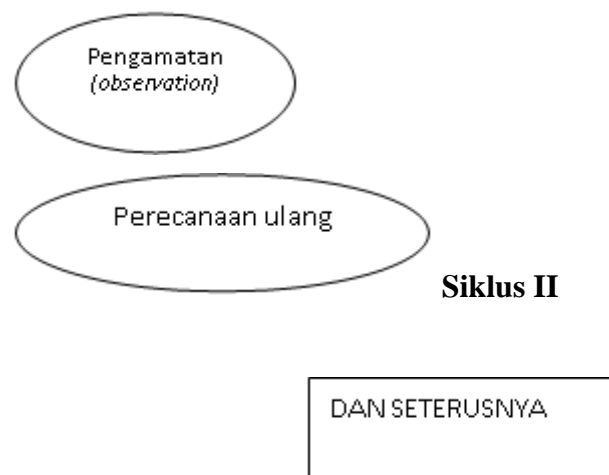 Pengamatan
(observation)
Perecanaan ulang
Siklus II
DAN SETERUSNYA